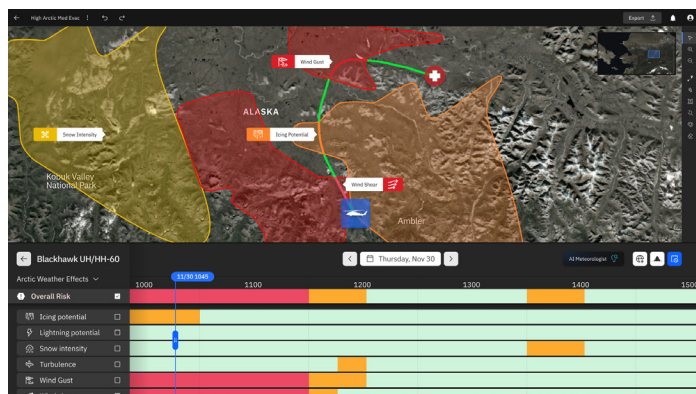 High Arctic Med Evac
Export
Wind Gust
ALASKA
Snow Intensity
Icing Potential
Kobuk Valley
National Park
Wind Shear
Ambler
Blackhawk UH/HH-60
Thursday, Nov 30
AI Meteorologist
Arctic Weather Effects
11/30 1045
1000
1100
1200
1300
1400
1500
Overall Risk
Icing potential
Lightning potential
Snow intensity
Turbulence
Wind Gust